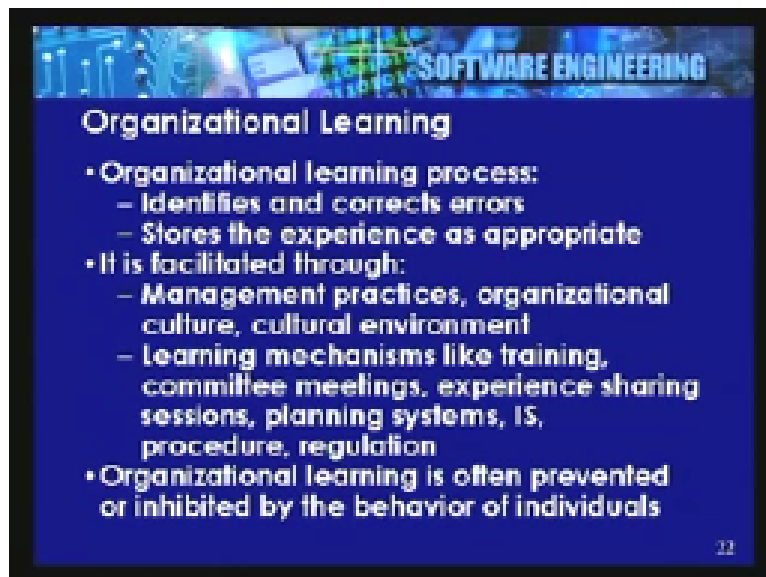 SOFTWARE ENGINEERING
Organizational Learning
• Organizational learning process:
– Identifies and corrects errors
– Stores the experience as appropriate
• It is facilitated through:
– Management practices, organizational
culture, cultural environment
– Learning mechanisms like training,
committee meetings, experience sharing
sessions, planning systems, IS,
procedure, regulation
• Organizational learning is often prevented
or inhibited by the behavior of individuals
22